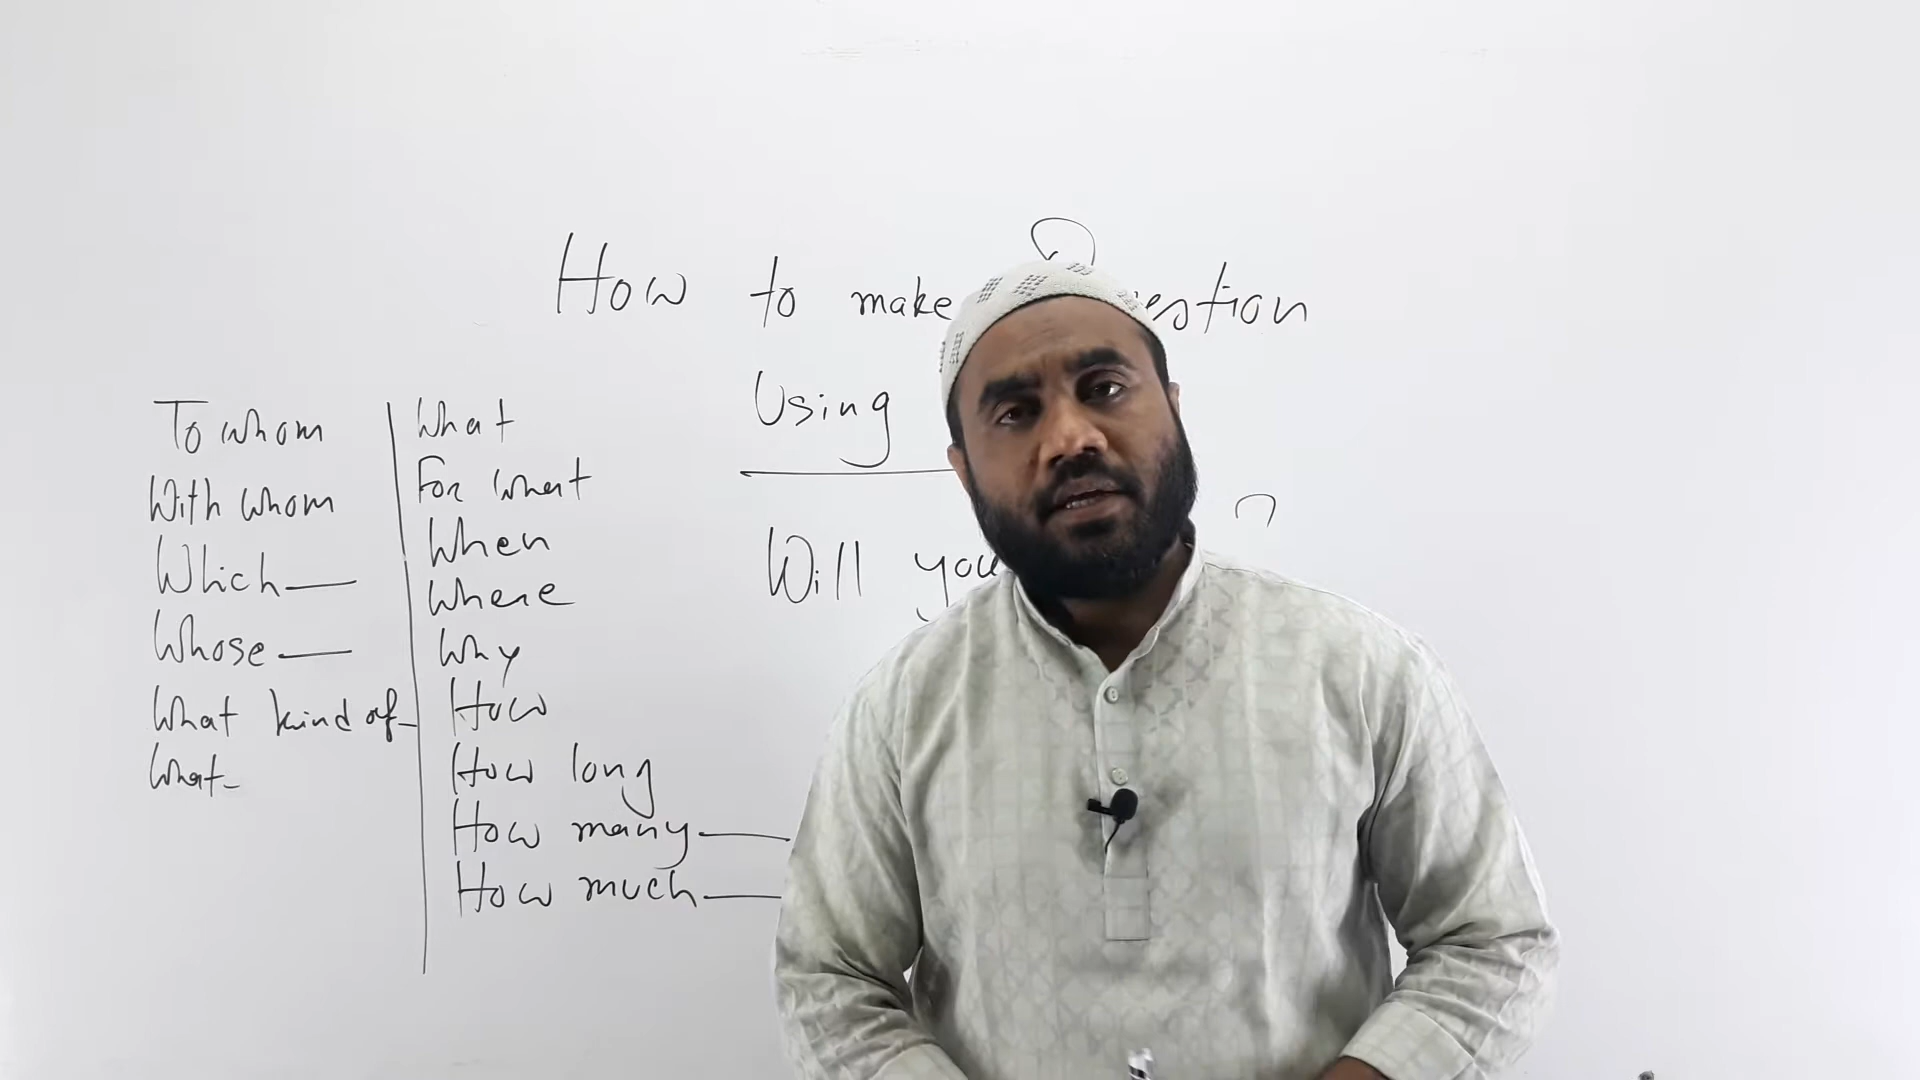 How to make
Using
Will you
To whom
With whom
Which
Whose
What kind of
What
What
For what
When
Where
Why
How
How long
How many
How much